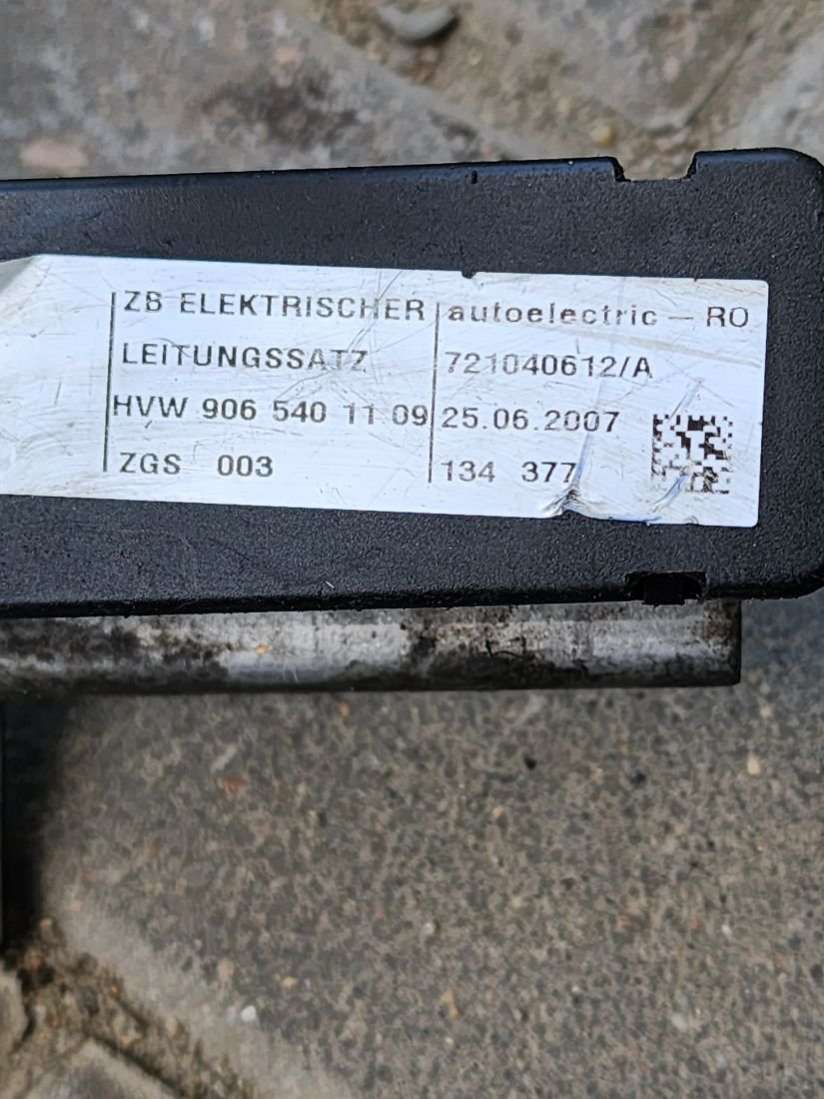 ZB ELEKTRISCHER
LEITUNGSSATZ
HVW 906 540 11 09
ZGS 003
autoelectric – RO
721040612/A
25.06.2007
134 377